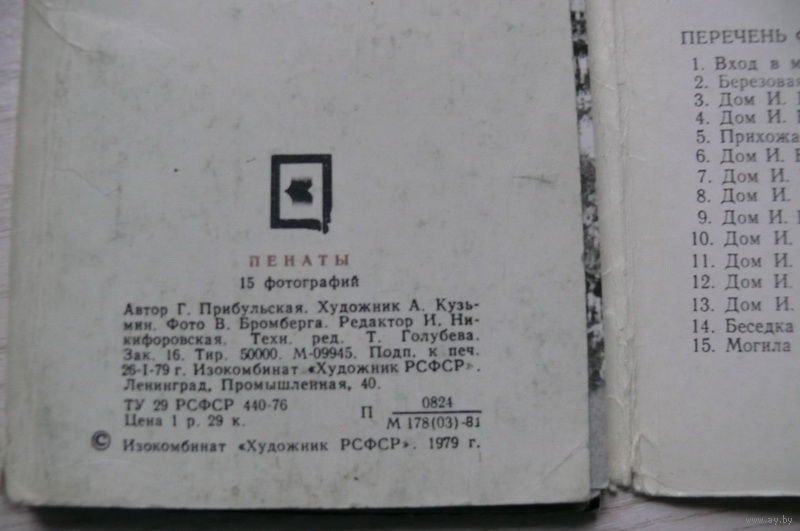 ПЕНАТЫ
15 фотографий
Автор Г. Прибульская. Художник А. Кузь-
мин. Фото В. Бромберга. Редактор И. Ни-
кифоровская. Техн. ред. Т. Голубева.
Зак. 16. Тир. 50000. М-09945. Подп. к печ.
26-I-79 г. Изокомбинат «Художник РСФСР».
Ленинград, Промышленная, 40.
ТУ 29 РСФСР 440-76
Цена 1 р. 29 к.
П 0824
М 178(03)-81
© Изокомбинат «Художник РСФСР». 1979 г.
ПЕРЕЧЕНЬ
1. Вход в
2. Березовая
3. Дом И.
4. Дом И.
5. Прихожа
6. Дом И.
7. Дом И.
8. Дом И.
9. Дом И.
10. Дом И.
11. Дом И.
12. Дом И.
13. Дом И.
14. Беседка
15. Могила
www.ay.by